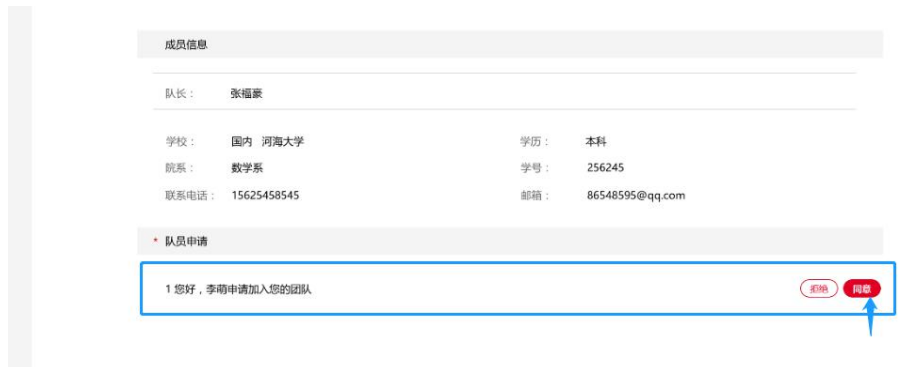 成员信息
队长： 张福豪
学校： 国内 河海大学 学历： 本科
院系： 数学系 学号： 256245
联系电话： 15625458545 邮箱： 86548595@qq.com
* 队员申请
1 您好，李萌申请加入您的团队 拒绝 同意